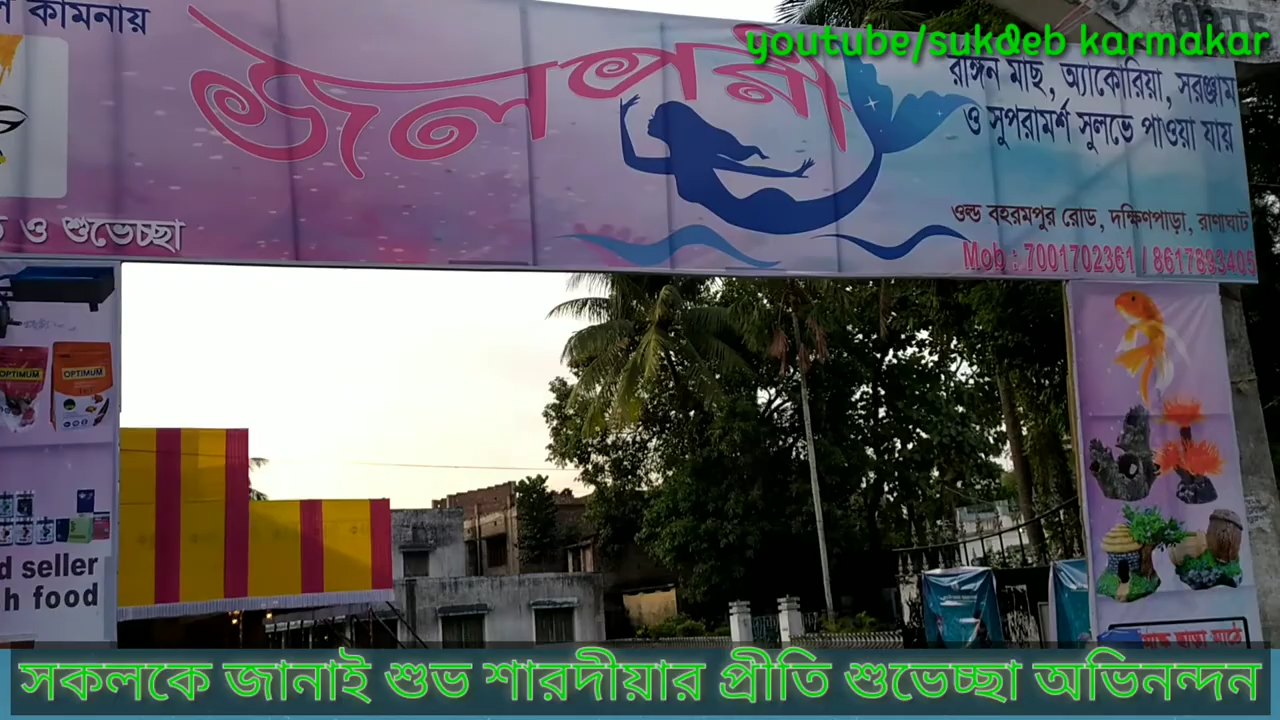 কামনায়
জলপরী
youtube/sukdeb karmakar
রঙ্গিন মাছ, অ্যাকোরিয়া, সরঞ্জাম
ও সুপরামর্শ সুলভে পাওয়া যায়
ও শুভেচ্ছা
ওল্ড বহরমপুর রোড, দক্ষিণপাড়া, রাণাঘাট
Mob : 7001702361 / 8617893405
OPTIMUM
OPTIMUM
seller
food
সকলকে জানাই শুভ শারদীয়ার প্রীতি শুভেচ্ছা অভিনন্দন